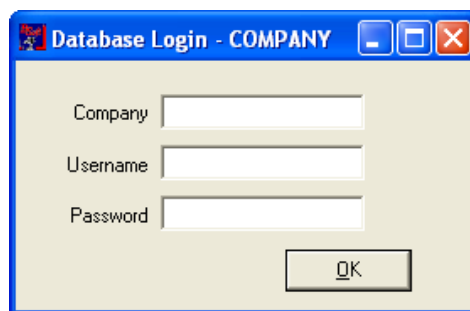 Database Login - COMPANY
Company
Username
Password
OK